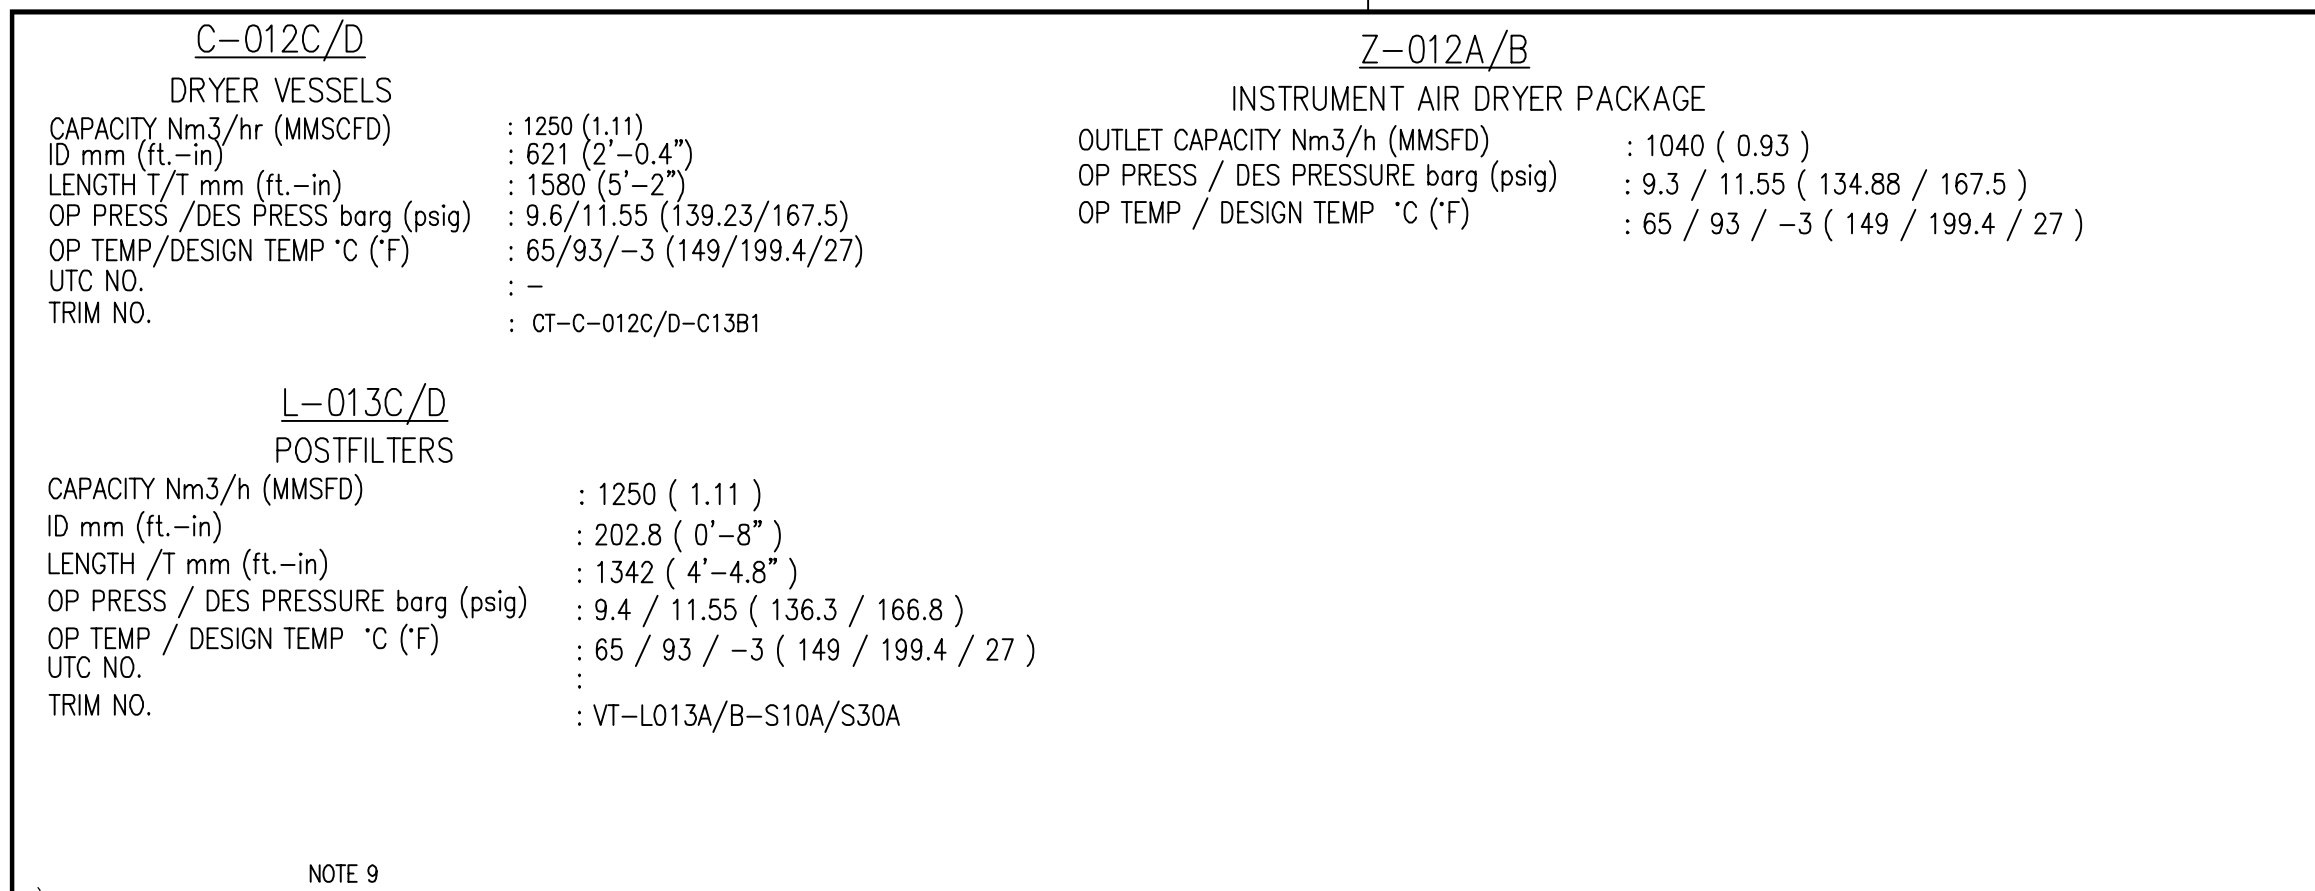 C-012C/D
DRYER VESSELS
CAPACITY Nm3/hr (MMSCFD) : 1250 (1.11)
ID mm (ft.-in) : 621 (2'-0.4")
LENGTH T/T mm (ft.-in) : 1580 (5'-2")
OP PRESS /DES PRESS barg (psig) : 9.6/11.55 (139.23/167.5)
OP TEMP/DESIGN TEMP °C (°F) : 65/93/-3 (149/199.4/27)
UTC NO. : -
TRIM NO. : CT-C-012C/D-C13B1
L-013C/D
POSTFILTERS
CAPACITY Nm3/h (MMSFD) : 1250 ( 1.11 )
ID mm (ft.-in) : 202.8 ( 0'-8" )
LENGTH /T mm (ft.-in) : 1342 ( 4'-4.8" )
OP PRESS / DES PRESSURE barg (psig) : 9.4 / 11.55 ( 136.3 / 166.8 )
OP TEMP / DESIGN TEMP °C (°F) : 65 / 93 / -3 ( 149 / 199.4 / 27 )
UTC NO. :
TRIM NO. : VT-L013A/B-S10A/S30A
NOTE 9
Z-012A/B
INSTRUMENT AIR DRYER PACKAGE
OUTLET CAPACITY Nm3/h (MMSFD) : 1040 ( 0.93 )
OP PRESS / DES PRESSURE barg (psig) : 9.3 / 11.55 ( 134.88 / 167.5 )
OP TEMP / DESIGN TEMP °C (°F) : 65 / 93 / -3 ( 149 / 199.4 / 27 )